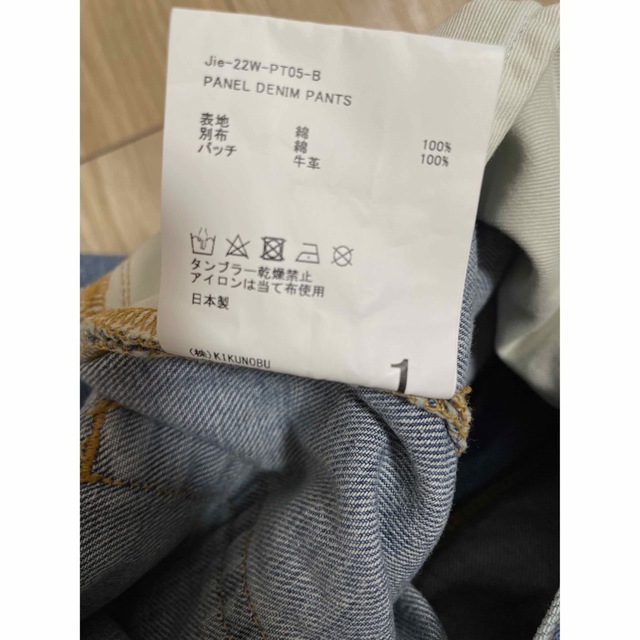 Jie-22W-PT05-B
PANEL DENIM PANTS
表地 綿 100%
別布 綿 100%
パッチ 牛革
タンブラー乾燥禁止
アイロンは当て布使用
日本製
(株)KIKUNOBU
1